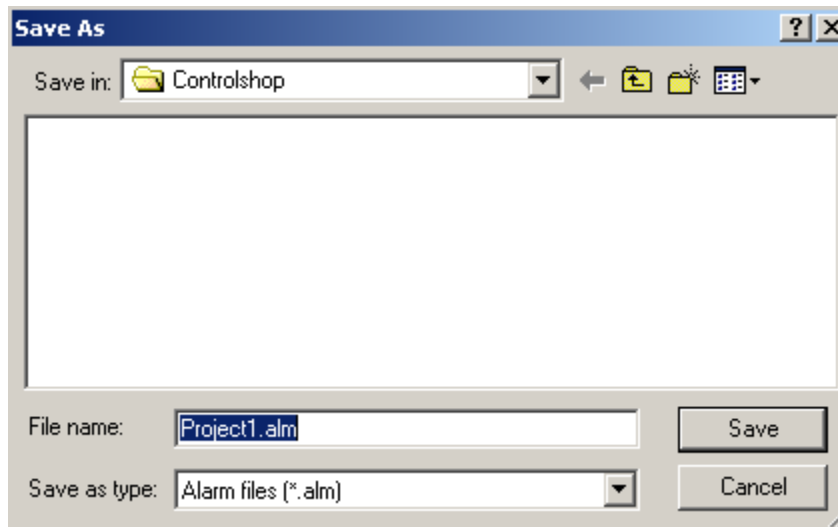 Save As
Save in: Controlshop
File name: Project1.alm Save
Save as type: Alarm files (*.alm) Cancel